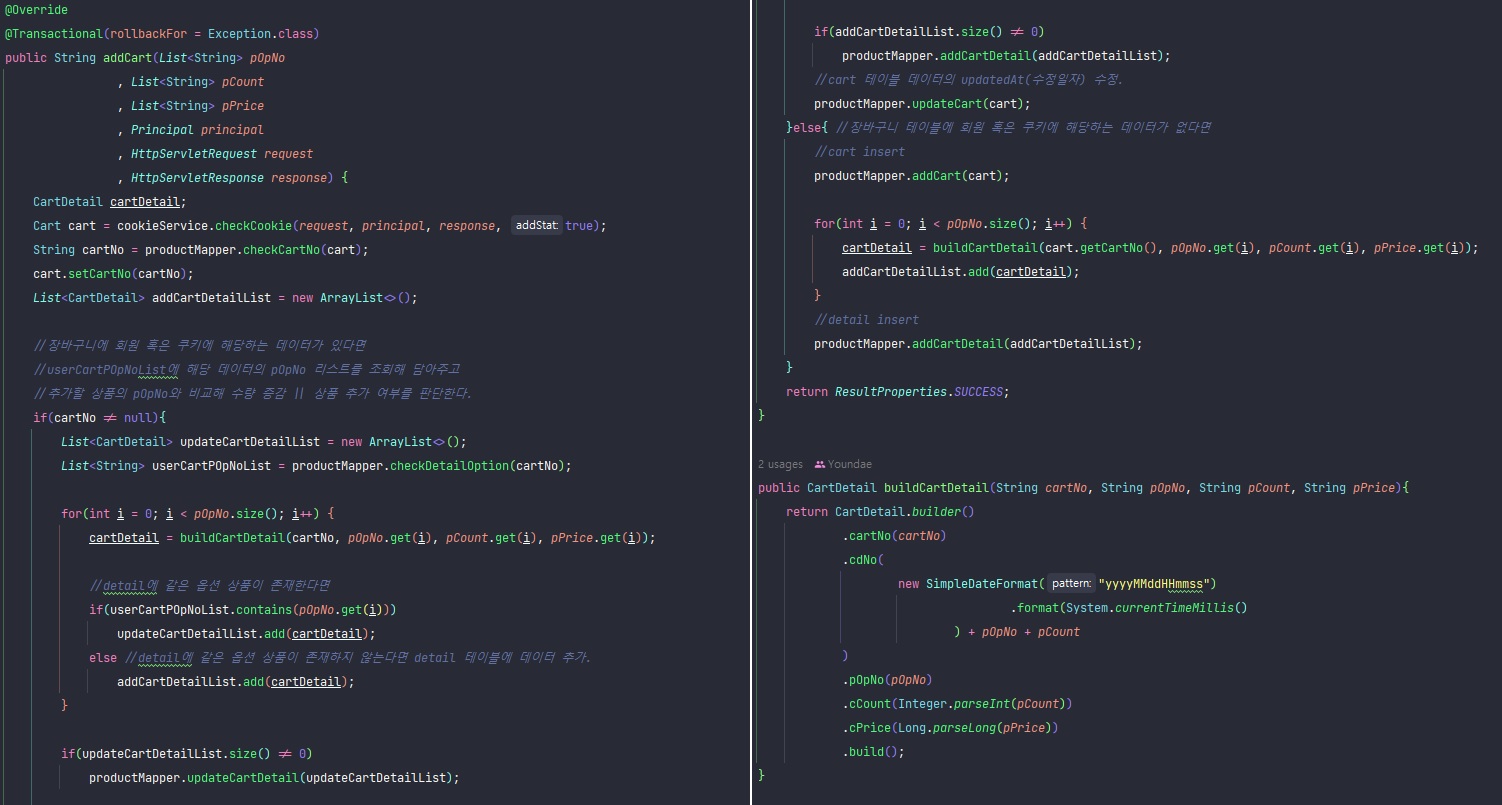 @Override
@Transactional(rollbackFor = Exception.class)
public String addCart(List<String> pOpNo
, List<String> pCount
, List<String> pPrice
, Principal principal
, HttpServletRequest request
, HttpServletResponse response) {
CartDetail cartDetail;
Cart cart = cookieService.checkCookie(request, principal, response, addStat: true);
String cartNo = productMapper.checkCartNo(cart);
cart.setCartNo(cartNo);
List<CartDetail> addCartDetailList = new ArrayList<>();
//장바구니에 회원 혹은 쿠키에 해당하는 데이터가 있다면
//userCartPOpNoList에 해당 데이터의 pOpNo 리스트를 조회해 담아주고
//추가할 상품의 pOpNo와 비교해 수량 증감 || 상품 추가 여부를 판단한다.
if(cartNo != null){
List<CartDetail> updateCartDetailList = new ArrayList<>();
List<String> userCartPOpNoList = productMapper.checkDetailOption(cartNo);
for(int i = 0; i < pOpNo.size(); i++) {
cartDetail = buildCartDetail(cartNo, pOpNo.get(i), pCount.get(i), pPrice.get(i));
//detail에 같은 옵션 상품이 존재한다면
if(userCartPOpNoList.contains(pOpNo.get(i)))
updateCartDetailList.add(cartDetail);
else //detail에 같은 옵션 상품이 존재하지 않는다면 detail 테이블에 데이터 추가.
addCartDetailList.add(cartDetail);
}
if(updateCartDetailList.size() != 0)
productMapper.updateCartDetail(updateCartDetailList);
if(addCartDetailList.size() != 0)
productMapper.addCartDetail(addCartDetailList);
//cart 테이블 데이터의 updatedAt(수정일자) 수정.
productMapper.updateCart(cart);
}else{ //장바구니 테이블에 회원 혹은 쿠키에 해당하는 데이터가 없다면
//cart insert
productMapper.addCart(cart);
for(int i = 0; i < pOpNo.size(); i++) {
cartDetail = buildCartDetail(cart.getCartNo(), pOpNo.get(i), pCount.get(i), pPrice.get(i));
addCartDetailList.add(cartDetail);
}
//detail insert
productMapper.addCartDetail(addCartDetailList);
}
return ResultProperties.SUCCESS;
}
2 usages Youndae
public CartDetail buildCartDetail(String cartNo, String pOpNo, String pCount, String pPrice){
return CartDetail.builder()
.cartNo(cartNo)
.cdNo(
new SimpleDateFormat( pattern: "yyyyMMddHHmmss")
.format(System.currentTimeMillis()
) + pOpNo + pCount
)
.pOpNo(pOpNo)
.cCount(Integer.parseInt(pCount))
.cPrice(Long.parseLong(pPrice))
.build();
}